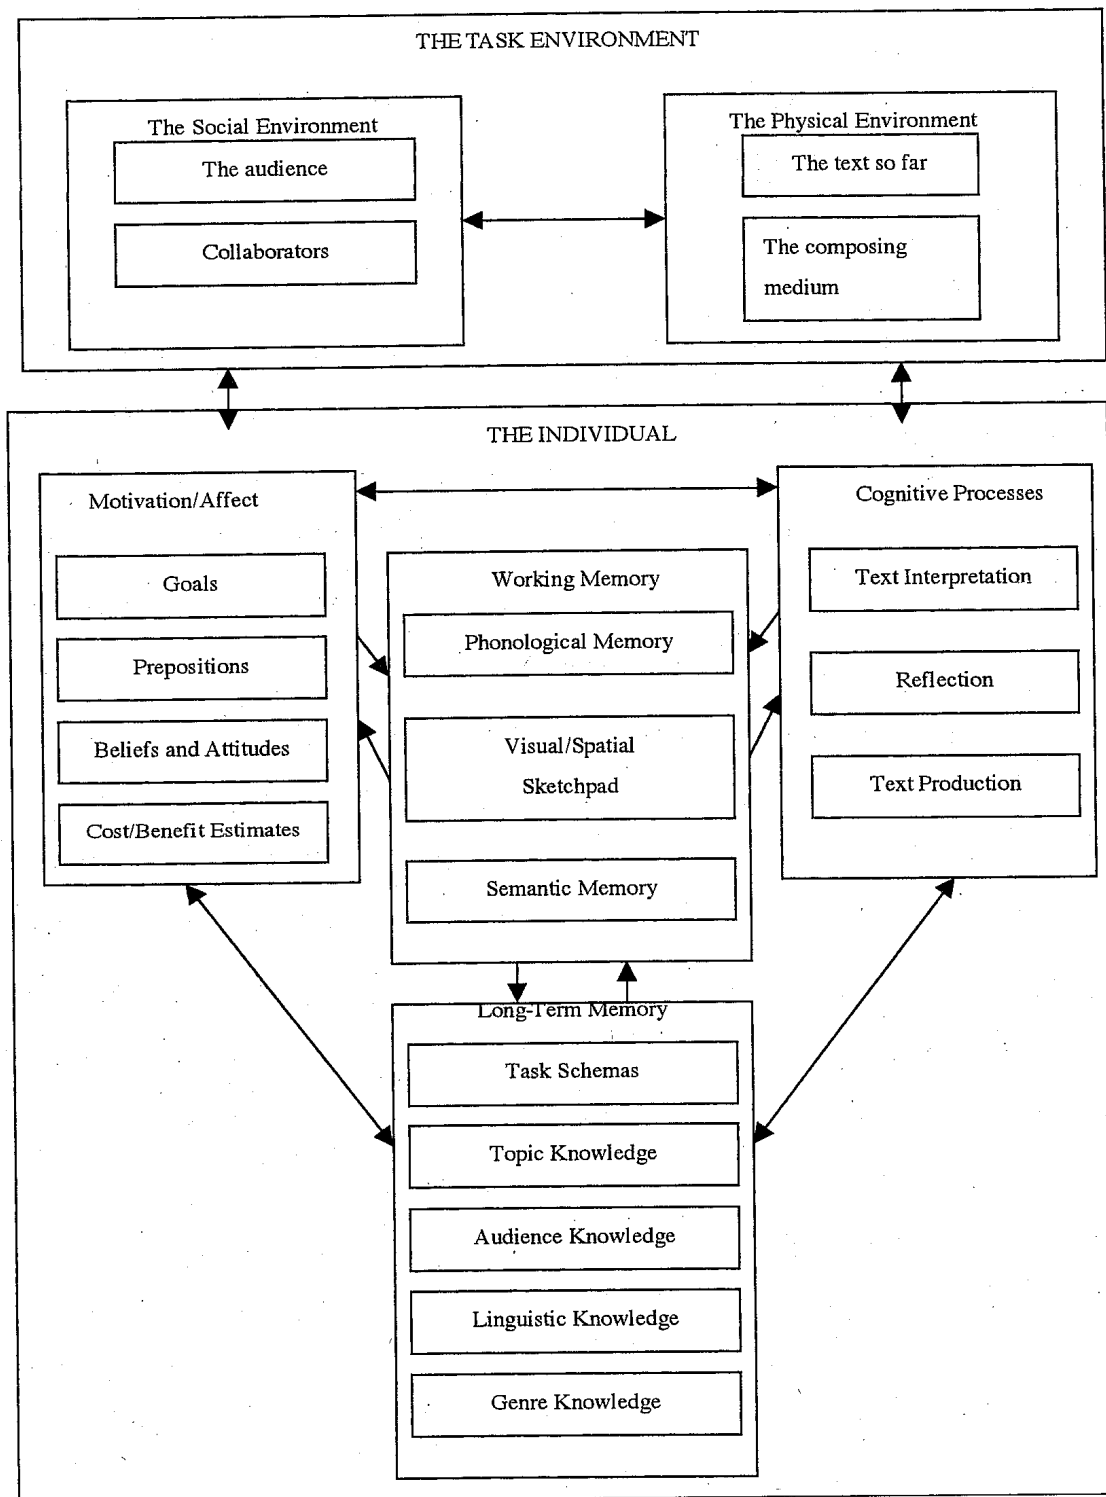 THE TASK ENVIRONMENT
The Social Environment
The audience
Collaborators
The Physical Environment
The text so far
The composing
medium
THE INDIVIDUAL
Motivation/Affect
Goals
Prepositions
Beliefs and Attitudes
Cost/Benefit Estimates
Working Memory
Phonological Memory
Visual/Spatial
Sketchpad
Semantic Memory
Cognitive Processes
Text Interpretation
Reflection
Text Production
Long-Term Memory
Task Schemas
Topic Knowledge
Audience Knowledge
Linguistic Knowledge
Genre Knowledge